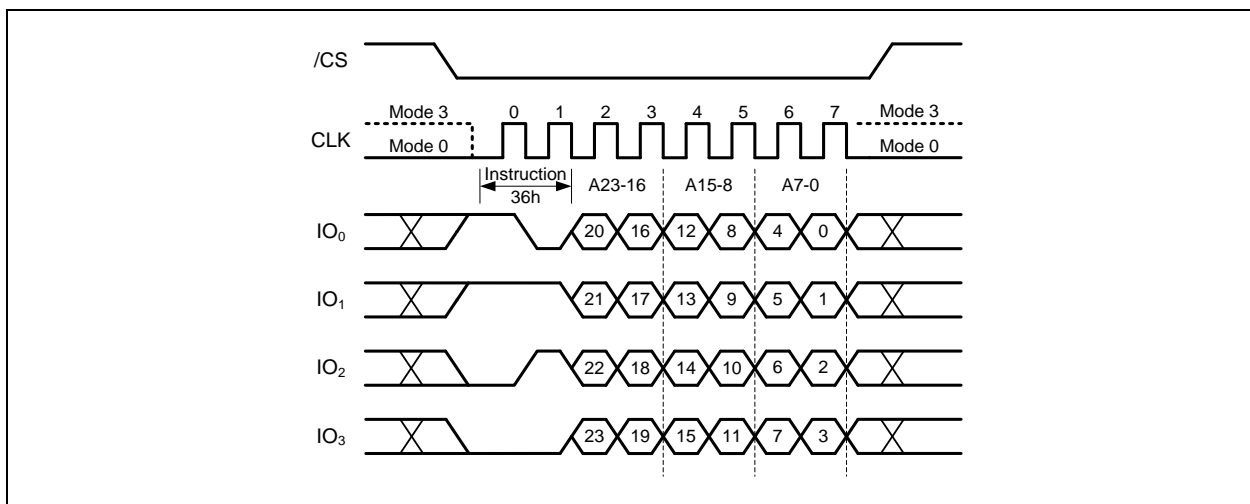 /CS
Mode 3 0 1 2 3 4 5 6 7 Mode 3
CLK
Mode 0 Mode 0
Instruction
36h
A23-16 A15-8 A7-0
IO₀ 20 16 12 8 4 0
IO₁ 21 17 13 9 5 1
IO₂ 22 18 14 10 6 2
IO₃ 23 19 15 11 7 3